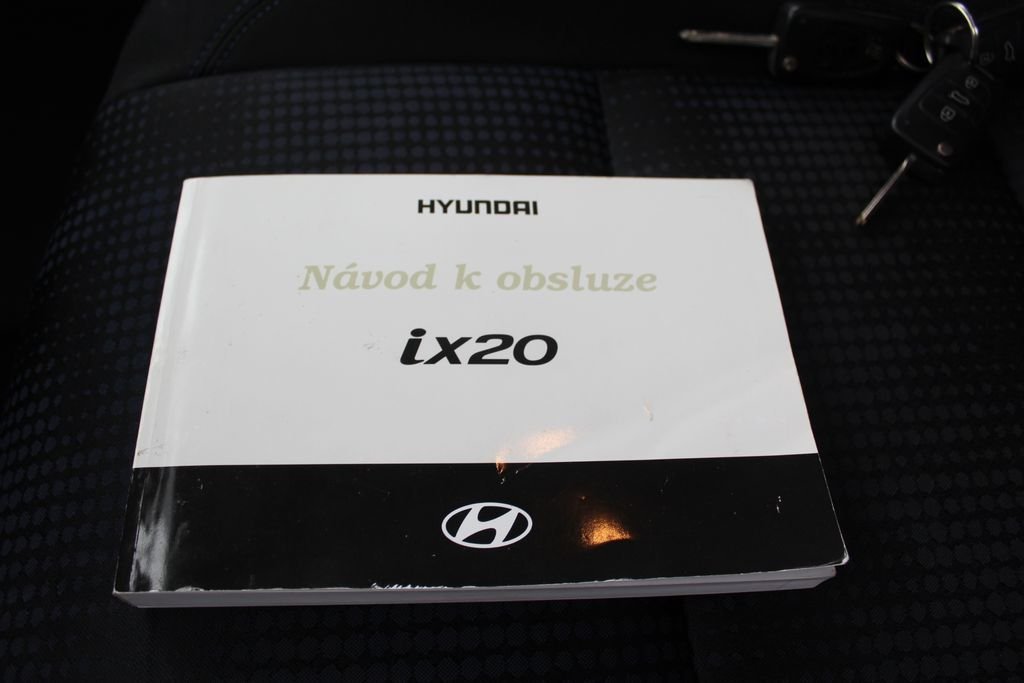 HYUNDAI
Návod k obsluze
ix20